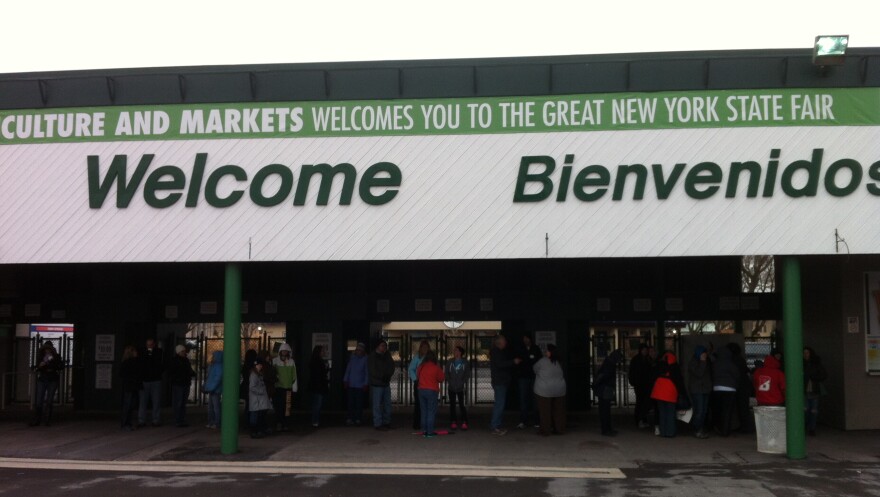 CULTURE AND MARKETS WELCOMES YOU TO THE GREAT NEW YORK STATE FAIR
Welcome Bienvenidos